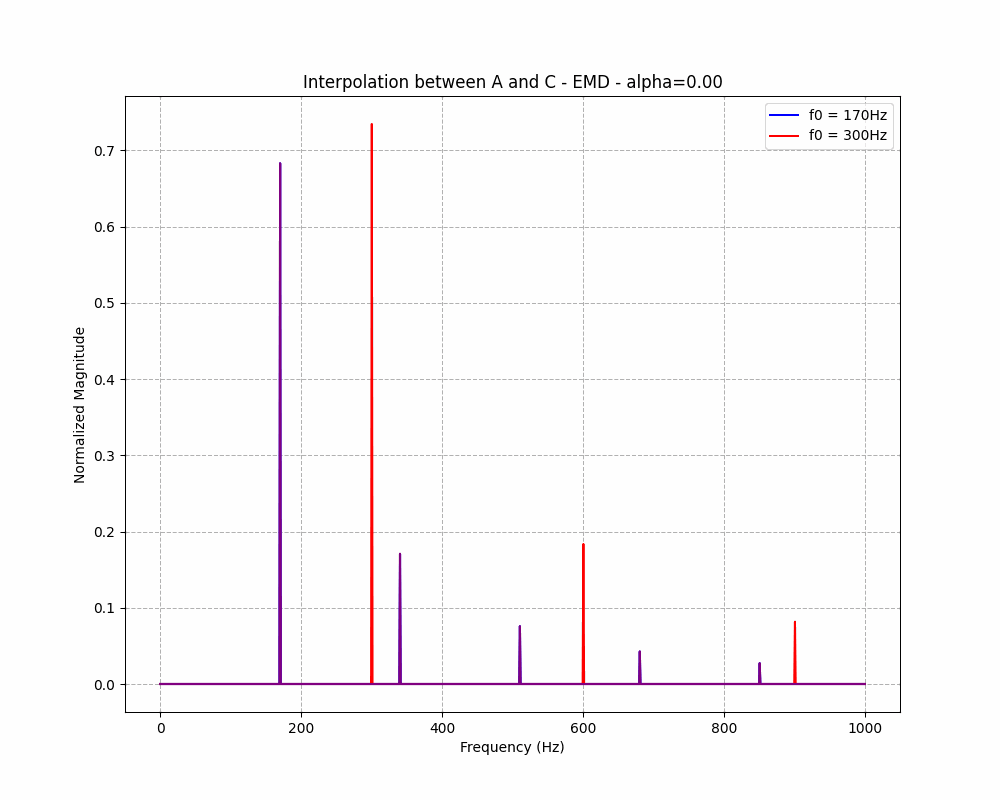 Interpolation between A and C - EMD - alpha=0.00
f0 = 170Hz
f0 = 300Hz
Normalized Magnitude
0.7
0.6
0.5
0.4
0.3
0.2
0.1
0.0
0 200 400 600 800 1000
Frequency (Hz)